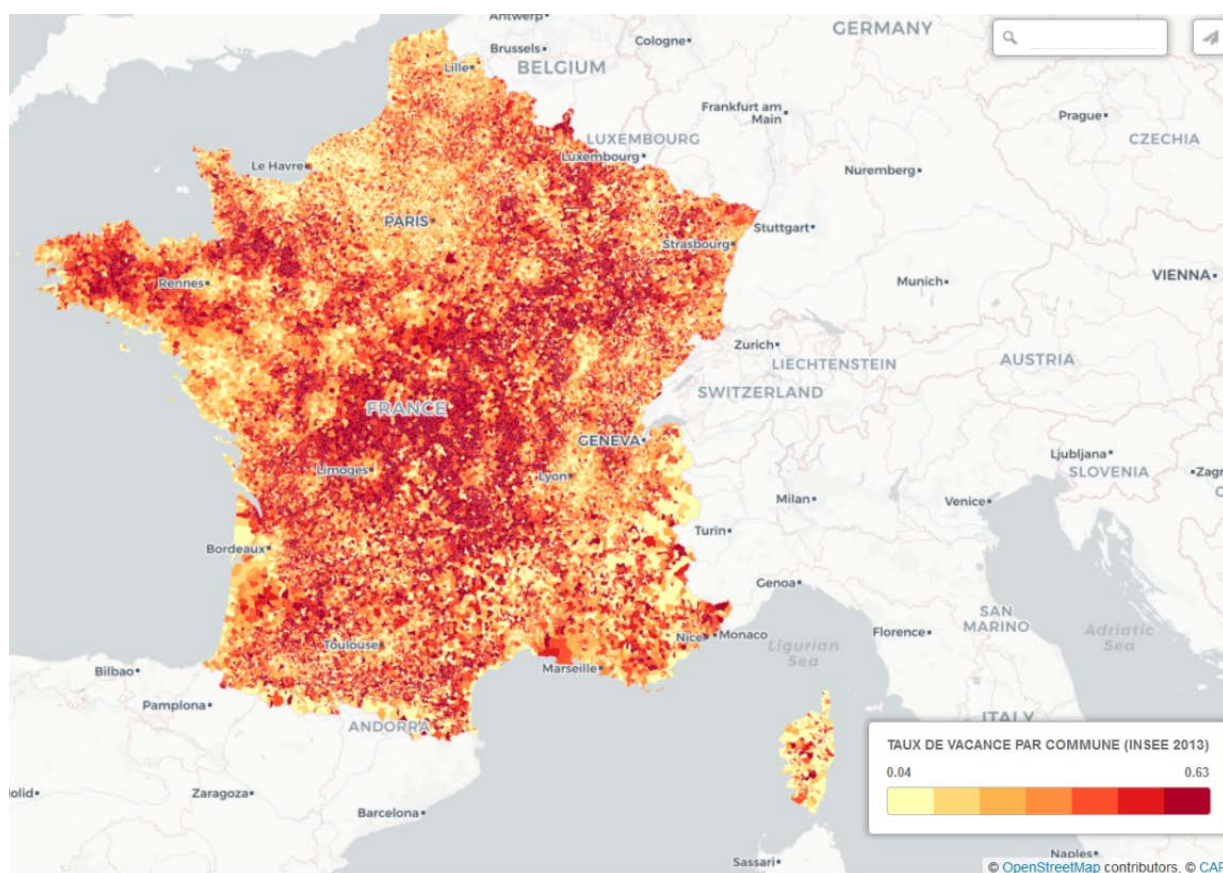 Antwerp
GERMANY
Cologne
Brussels
BELGIUM
Lille
Frankfurt am
Main
Prague
LUXEMBOURG
CZECHIA
Luxembourg
Le Havre
Nuremberg
PARIS
Stuttgart
Strasbourg
VIENNA
Rennes
Munich
Zurich
LIECHTENSTEIN
AUSTRIA
SWITZERLAND
FRANCE
GENEVA
Ljubljana
SLOVENIA
Zagr
Limoges
Lyon
Milan
Venice
Turin
Bordeaux
Genoa
SAN
MARINO
Nice
Monaco
Florence
Adriatic
Sea
Ligurian
Sea
Toulouse
Marseille
Bilbao
Pamplona
ANDORRA
ITALY
TAUX DE VACANCE PAR COMMUNE (INSEE 2013)
0.04 0.63
olid
Zaragoza
Barcelona
Naples
Sassari
© OpenStreetMap contributors, © CAR